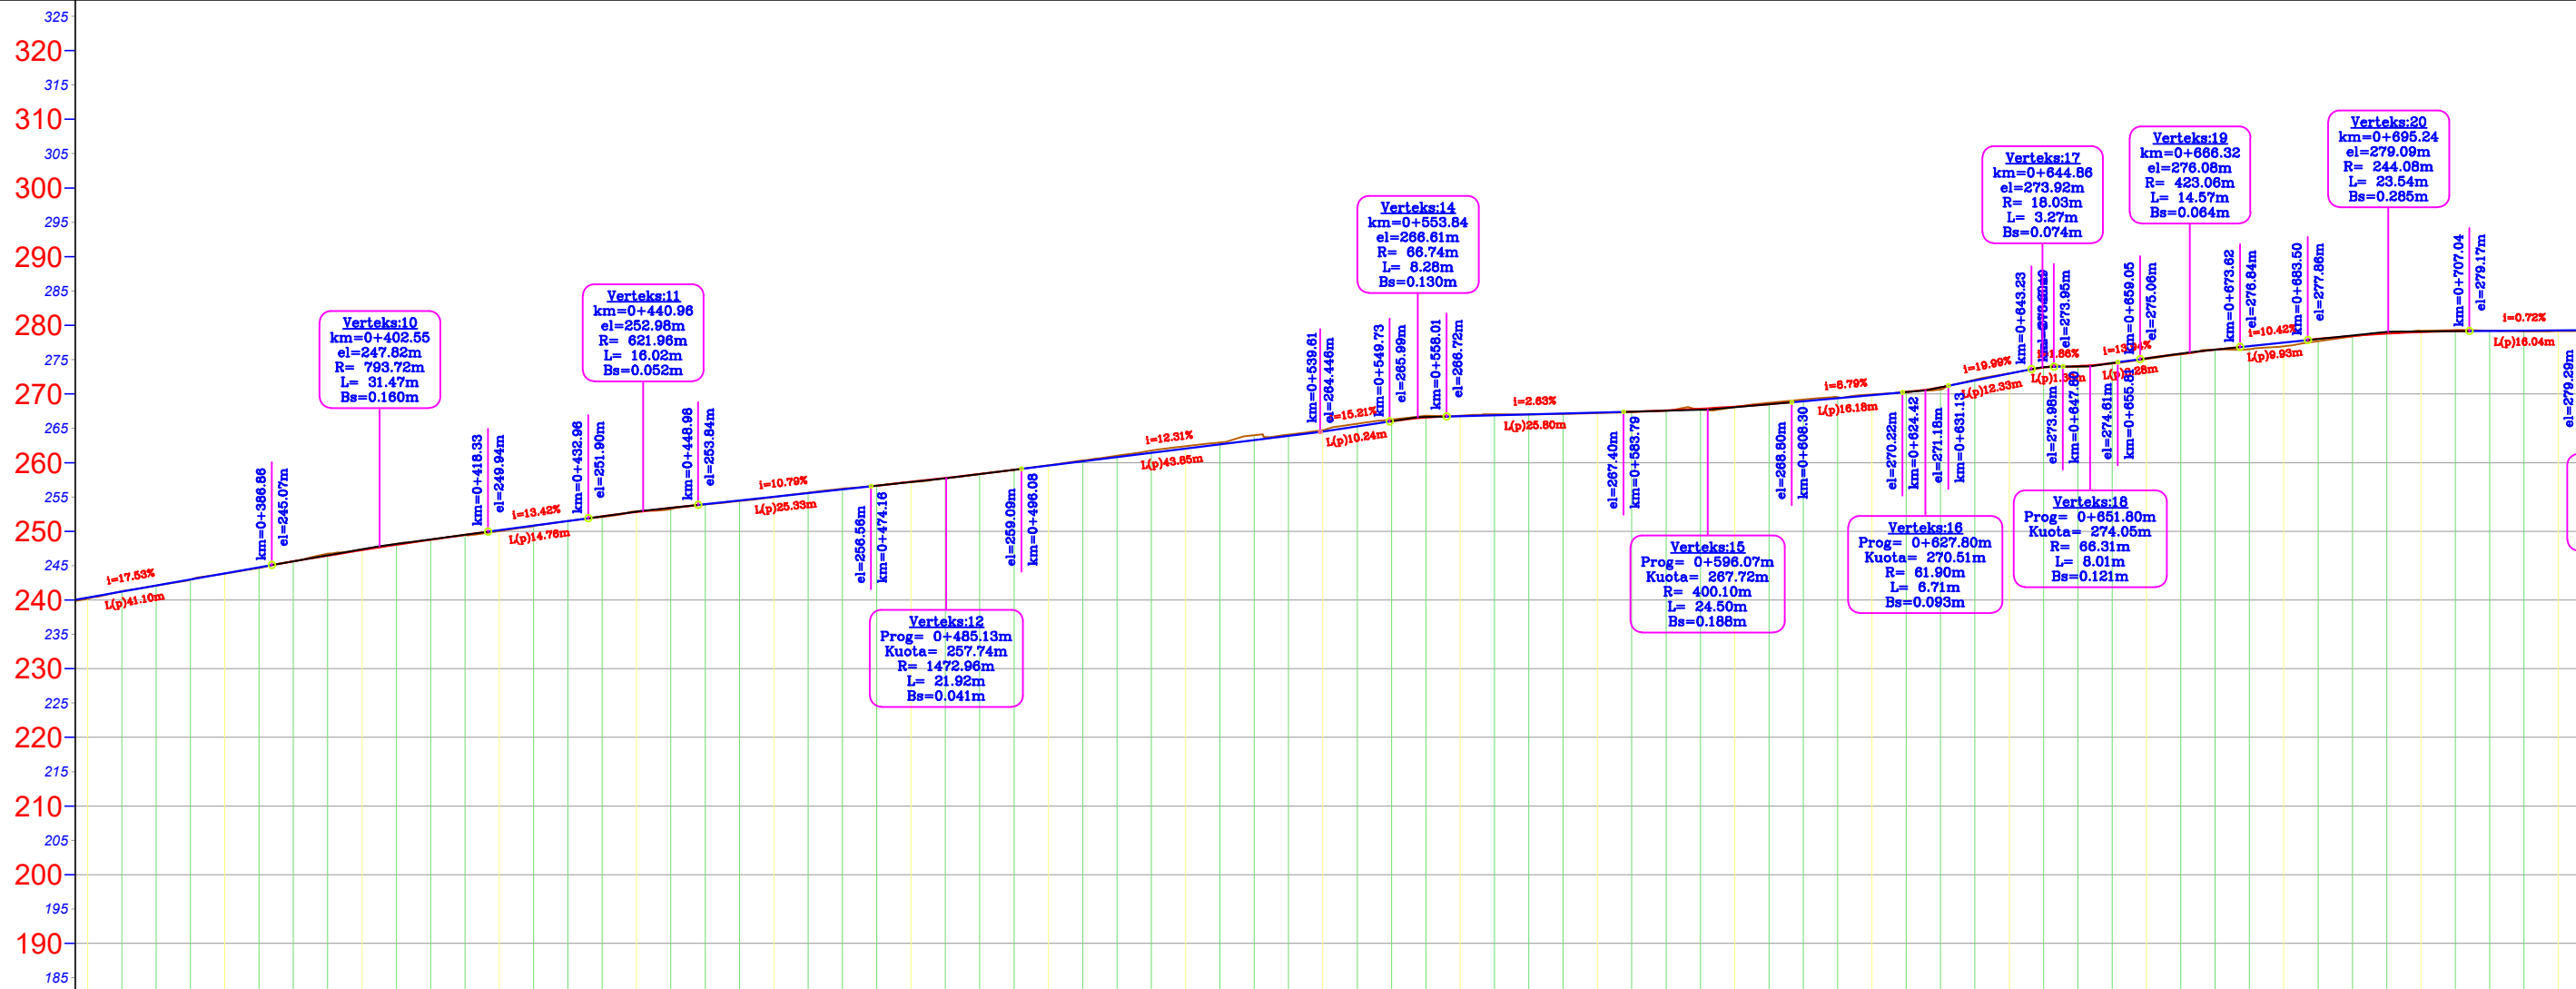 325
320
315
310
305
300
295
290
285
280
275
270
265
260
255
250
245
240
235
230
225
220
215
210
205
200
195
190
185
i=17.53%
L(p)41.10m
km=0+386.86
el=245.07m
Verteks:10
km=0+402.55
el=247.82m
R= 793.72m
L= 31.47m
Bs=0.160m
km=0+418.33
el=249.94m
i=13.42%
L(p)14.76m
km=0+432.96
el=251.90m
Verteks:11
km=0+440.96
el=252.98m
R= 621.96m
L= 16.02m
Bs=0.052m
km=0+448.98
el=253.84m
i=10.79%
L(p)25.33m
el=256.56m
km=0+474.16
Verteks:12
Prog= 0+485.13m
Kuota= 257.74m
R= 1472.96m
L= 21.92m
Bs=0.041m
el=259.09m
km=0+496.08
i=12.31%
L(p)43.85m
km=0+539.61
el=264.446m
i=15.21%
L(p)10.24m
km=0+549.73
el=265.99m
Verteks:14
km=0+553.84
el=266.61m
R= 66.74m
L= 8.28m
Bs=0.130m
km=0+558.01
el=266.72m
i=2.63%
L(p)25.80m
el=267.40m
km=0+583.79
Verteks:15
Prog= 0+596.07m
Kuota= 267.72m
R= 400.10m
L= 24.50m
Bs=0.188m
el=268.80m
km=0+608.30
i=8.79%
L(p)16.18m
el=270.22m
km=0+624.42
Verteks:16
Prog= 0+627.80m
Kuota= 270.51m
R= 61.90m
L= 6.71m
Bs=0.093m
el=271.18m
km=0+631.13
i=19.99%
L(p)12.33m
km=0+643.23
Verteks:17
km=0+644.86
el=273.92m
R= 18.03m
L= 3.27m
Bs=0.074m
el=273.95m
i=1.86%
el=273.98m
km=0+647.80
Verteks:18
Prog= 0+651.80m
Kuota= 274.05m
R= 66.31m
L= 8.01m
Bs=0.121m
el=274.61m
km=0+659.05
el=275.06m
Verteks:19
km=0+666.32
el=276.08m
R= 423.06m
L= 14.57m
Bs=0.064m
km=0+673.62
el=276.84m
i=10.42%
L(p)9.93m
km=0+683.50
el=277.86m
Verteks:20
km=0+695.24
el=279.09m
R= 244.08m
L= 23.54m
Bs=0.285m
km=0+707.04
el=279.17m
i=0.72%
L(p)16.04m
el=279.29m